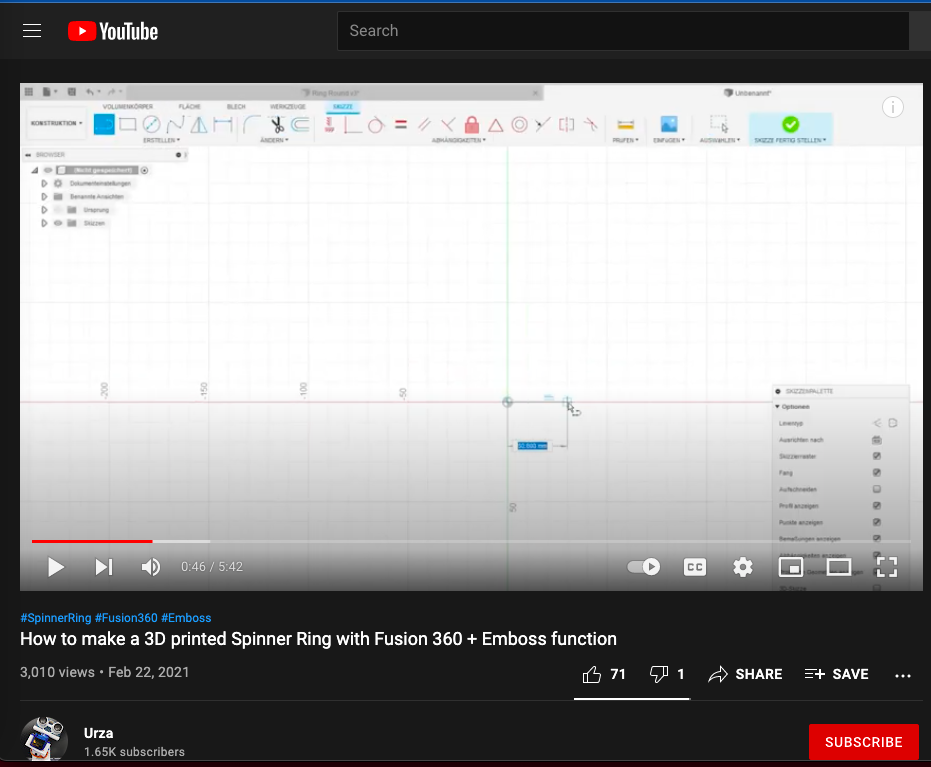 YouTube
Search
Ring Round v3*
Unbenannt*
VOLUMENKÖRPER FLÄCHE BLECH WERKZEUGE SKIZZE
KONSTRUKTION
ERSTELLEN ÄNDERN ABHÄNGIGKEITEN PRÜFEN EINFÜGEN AUSWÄHLEN SKIZZE FERTIG STELLEN
BROWSER
(Nicht gespeichert)
Dokumenteinstellungen
Benannte Ansichten
Ursprung
Skizzen
-200 -150 -100 -50
SKIZZENPALETTE
Optionen
Linientyp
Ausrichten nach
Skizzierraster
Fang
Aufschneiden
Profil anzeigen
Punkte anzeigen
Bemaßungen anzeigen
50
0:46 / 5:42
CC
#SpinnerRing #Fusion360 #Emboss
How to make a 3D printed Spinner Ring with Fusion 360 + Emboss function
3,010 views • Feb 22, 2021
71 1 SHARE SAVE
Urza
1.65K subscribers
SUBSCRIBE